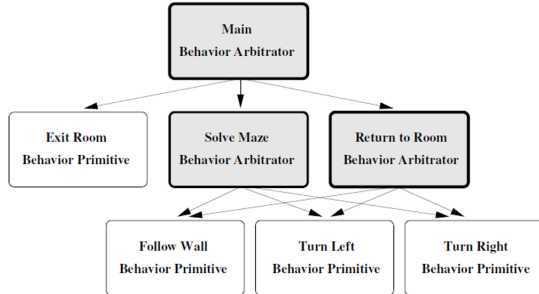 Main
Behavior Arbitrator
Exit Room
Behavior Primitive
Solve Maze
Behavior Arbitrator
Return to Room
Behavior Arbitrator
Follow Wall
Behavior Primitive
Turn Left
Behavior Primitive
Turn Right
Behavior Primitive